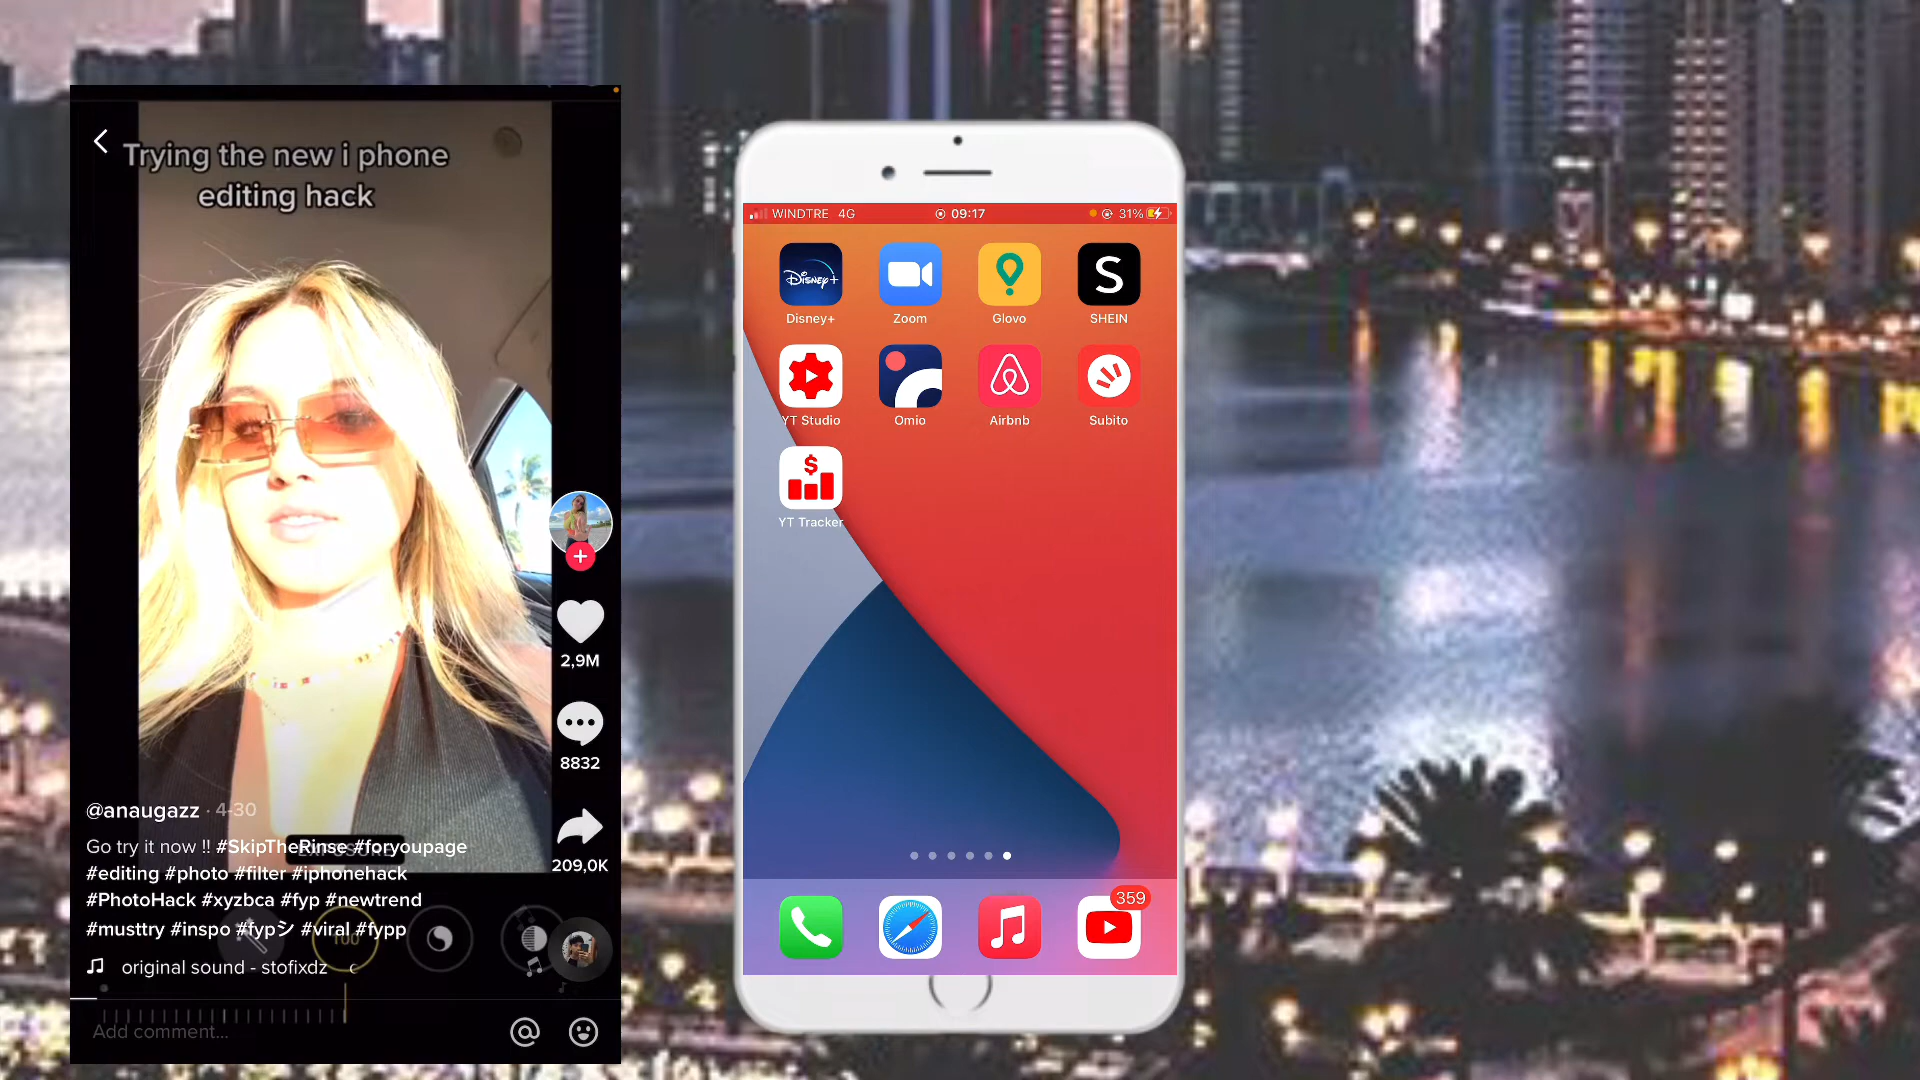 Trying the new i phone
editing hack
2,9M
8832
209,0K
@anaugazz · 4-30
Go try it now !! #SkipTheRinse #foryoupage
#editing #photo #filter #iphonehack
#PhotoHack #xyzbca #fyp #newtrend
#musttry #inspo #fypシ #viral #fypp
100
original sound - stofixdz
Add comment...
WINDTRE 4G 09:17 31%
Disney+
Disney+ Zoom Glovo SHEIN
S
YT Studio Omio Airbnb Subito
$
YT Tracker
359